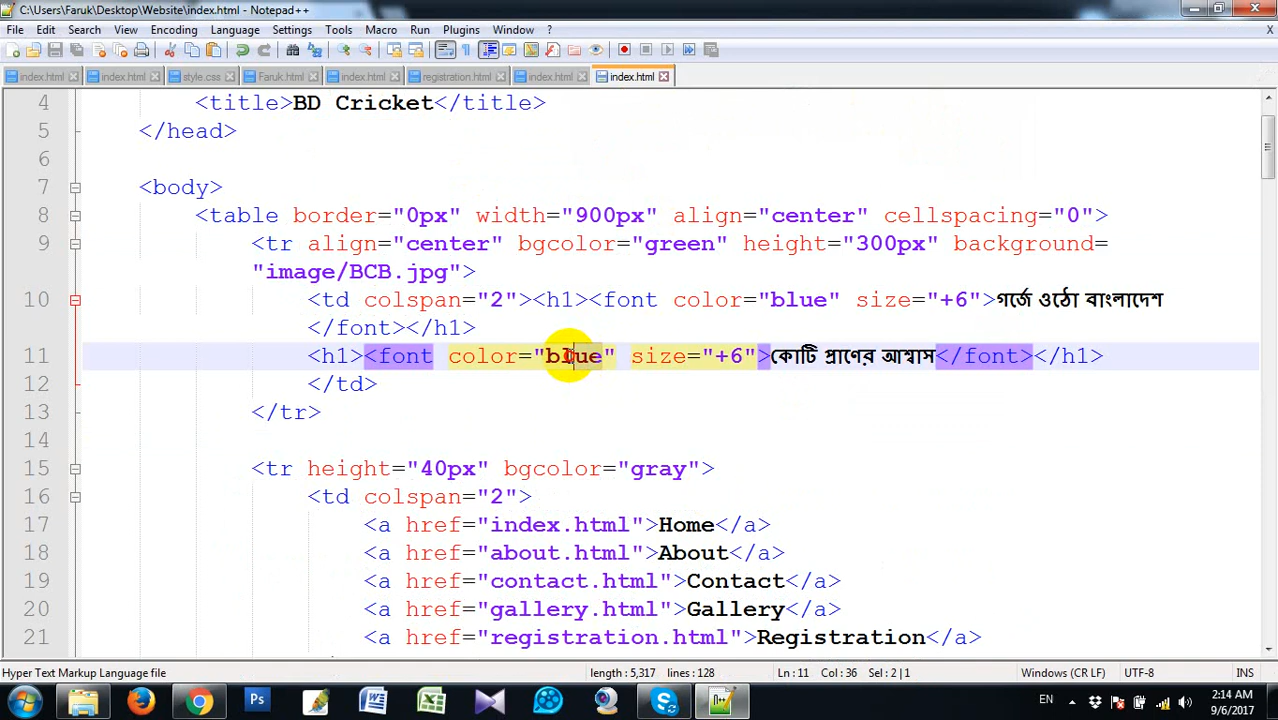 C:\Users\Faruk\Desktop\Website\index.html - Notepad++
File Edit Search View Encoding Language Settings Tools Macro Run Plugins Window ? X
index.html index.html style.css Faruk.html index.html registration.html index.html index.html
4 <title>BD Cricket</title>
5 </head>
6
7 <body>
8 <table border="0px" width="900px" align="center" cellspacing="0">
9 <tr align="center" bgcolor="green" height="300px" background=
"image/BCB.jpg">
10 <td colspan="2"><h1><font color="blue" size="+6">গর্জে ওঠো বাংলাদেশ
</font></h1>
11 <h1><font color="blue" size="+6">কোটি প্রাণের আশ্বাস</font></h1>
12 </td>
13 </tr>
14
15 <tr height="40px" bgcolor="gray">
16 <td colspan="2">
17 <a href="index.html">Home</a>
18 <a href="about.html">About</a>
19 <a href="contact.html">Contact</a>
20 <a href="gallery.html">Gallery</a>
21 <a href="registration.html">Registration</a>
Hyper Text Markup Language file length : 5,317 lines : 128 Ln : 11 Col : 36 Sel : 2 | 1 Windows (CR LF) UTF-8 INS
EN 2:14 AM
9/6/2017